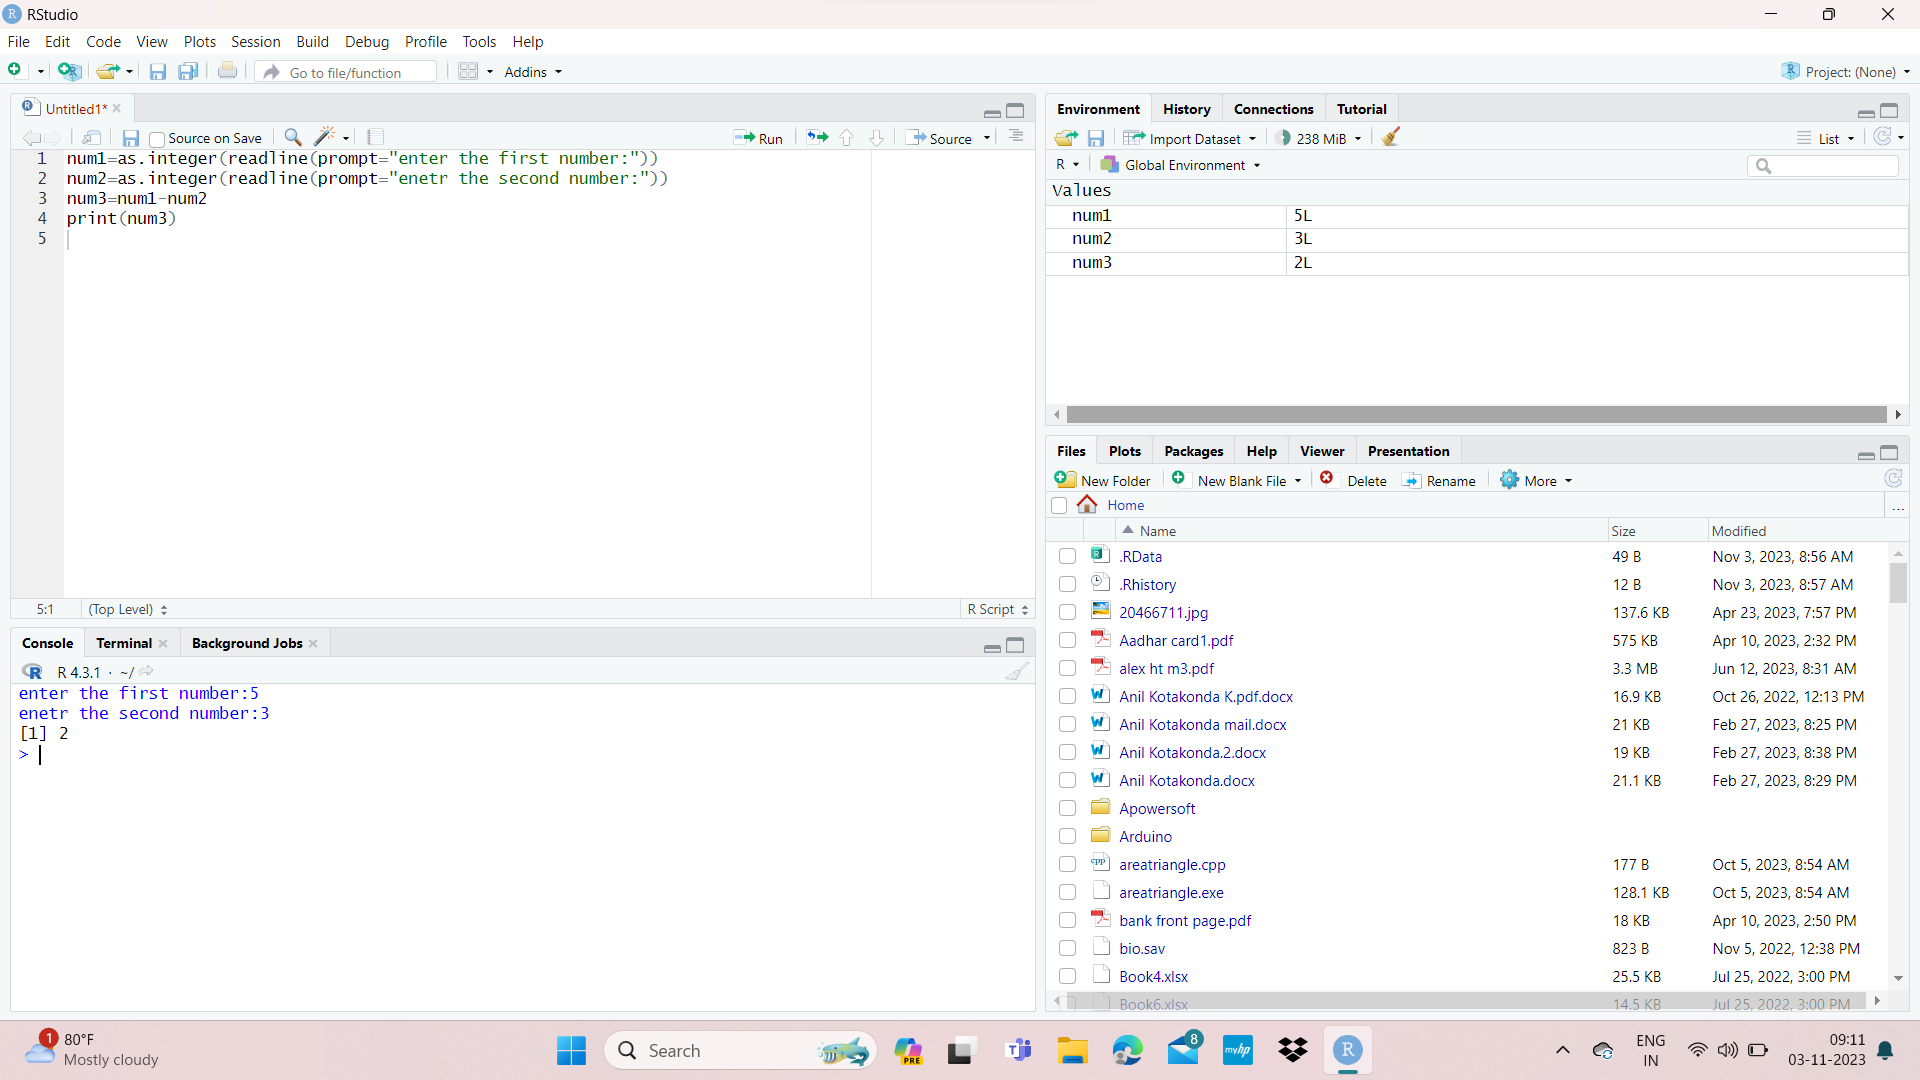 RStudio
File Edit Code View Plots Session Build Debug Profile Tools Help
Go to file/function Addins Project: (None)
Untitled1*
Source on Save Run Source
1 num1=as.integer(readline(prompt="enter the first number:"))
2 num2=as.integer(readline(prompt="enetr the second number:"))
3 num3=num1-num2
4 print(num3)
5
5:1 (Top Level) R Script
Console Terminal Background Jobs
R 4.3.1 · ~/
enter the first number:5
enetr the second number:3
[1] 2
>
Environment History Connections Tutorial
Import Dataset 238 MiB List
R Global Environment
Values
num1 5L
num2 3L
num3 2L
Files Plots Packages Help Viewer Presentation
New Folder New Blank File Delete Rename More
Home ...
Name Size Modified
.RData 49 B Nov 3, 2023, 8:56 AM
.Rhistory 12 B Nov 3, 2023, 8:57 AM
20466711.jpg 137.6 KB Apr 23, 2023, 7:57 PM
Aadhar card1.pdf 575 KB Apr 10, 2023, 2:32 PM
alex ht m3.pdf 3.3 MB Jun 12, 2023, 8:31 AM
Anil Kotakonda K.pdf.docx 16.9 KB Oct 26, 2022, 12:13 PM
Anil Kotakonda mail.docx 21 KB Feb 27, 2023, 8:25 PM
Anil Kotakonda.2.docx 19 KB Feb 27, 2023, 8:38 PM
Anil Kotakonda.docx 21.1 KB Feb 27, 2023, 8:29 PM
Apowersoft
Arduino
areatriangle.cpp 177 B Oct 5, 2023, 8:54 AM
areatriangle.exe 128.1 KB Oct 5, 2023, 8:54 AM
bank front page.pdf 18 KB Apr 10, 2023, 2:50 PM
bio.sav 823 B Nov 5, 2022, 12:38 PM
Book4.xlsx 25.5 KB Jul 25, 2022, 3:00 PM
Book6.xlsx 14.5 KB Jul 25, 2022, 3:00 PM
1 80°F
Mostly cloudy
Search
PRE
8
myhp
R
ENG
IN
09:11
03-11-2023